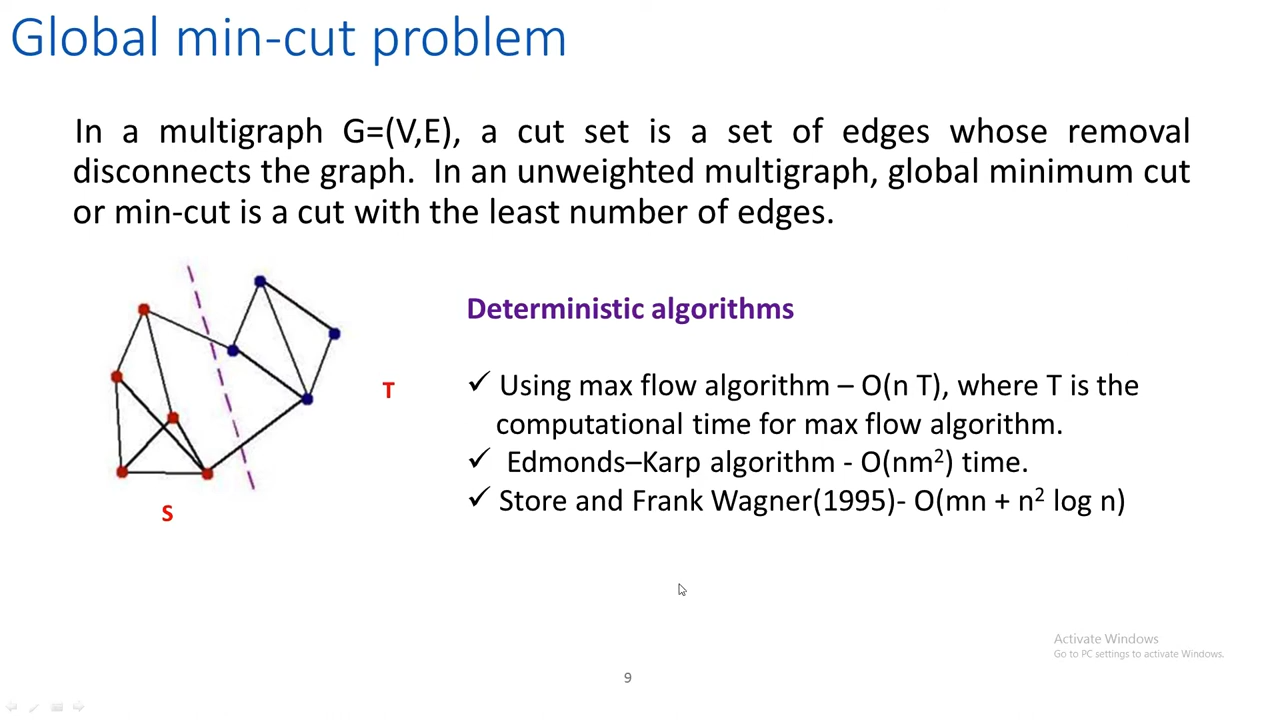 Global min-cut problem
In a multigraph G=(V,E), a cut set is a set of edges whose removal
disconnects the graph. In an unweighted multigraph, global minimum cut
or min-cut is a cut with the least number of edges.
Deterministic algorithms
✓ Using max flow algorithm – O(n T), where T is the
computational time for max flow algorithm.
✓ Edmonds–Karp algorithm - O(nm²) time.
✓ Store and Frank Wagner(1995)- O(mn + n² log n)
T
S
Activate Windows
Go to PC settings to activate Windows.
9